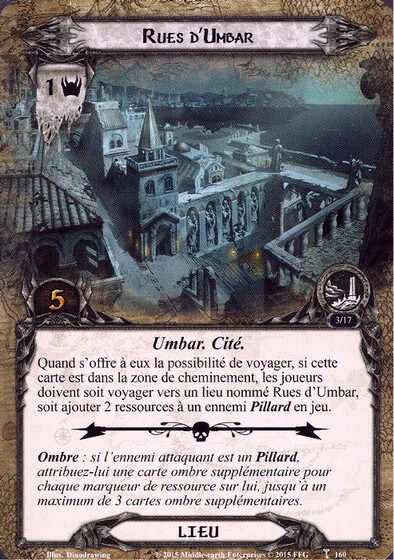 Rues d'Umbar
1
5
3/17
Umbar. Cité.
Quand s'offre à eux la possibilité de voyager, si cette
carte est dans la zone de cheminement, les joueurs
doivent soit voyager vers un lieu nommé Rues d'Umbar,
soit ajouter 2 ressources à un ennemi Pillard en jeu.
Ombre : si l'ennemi attaquant est un Pillard,
attribuez-lui une carte ombre supplémentaire pour
chaque marqueur de ressource sur lui, jusqu'à un
maximum de 3 cartes ombre supplémentaires.
LIEU
Illus. Dinodrawing © 2015 Middle-earth Enterprises © 2015 FFG 160